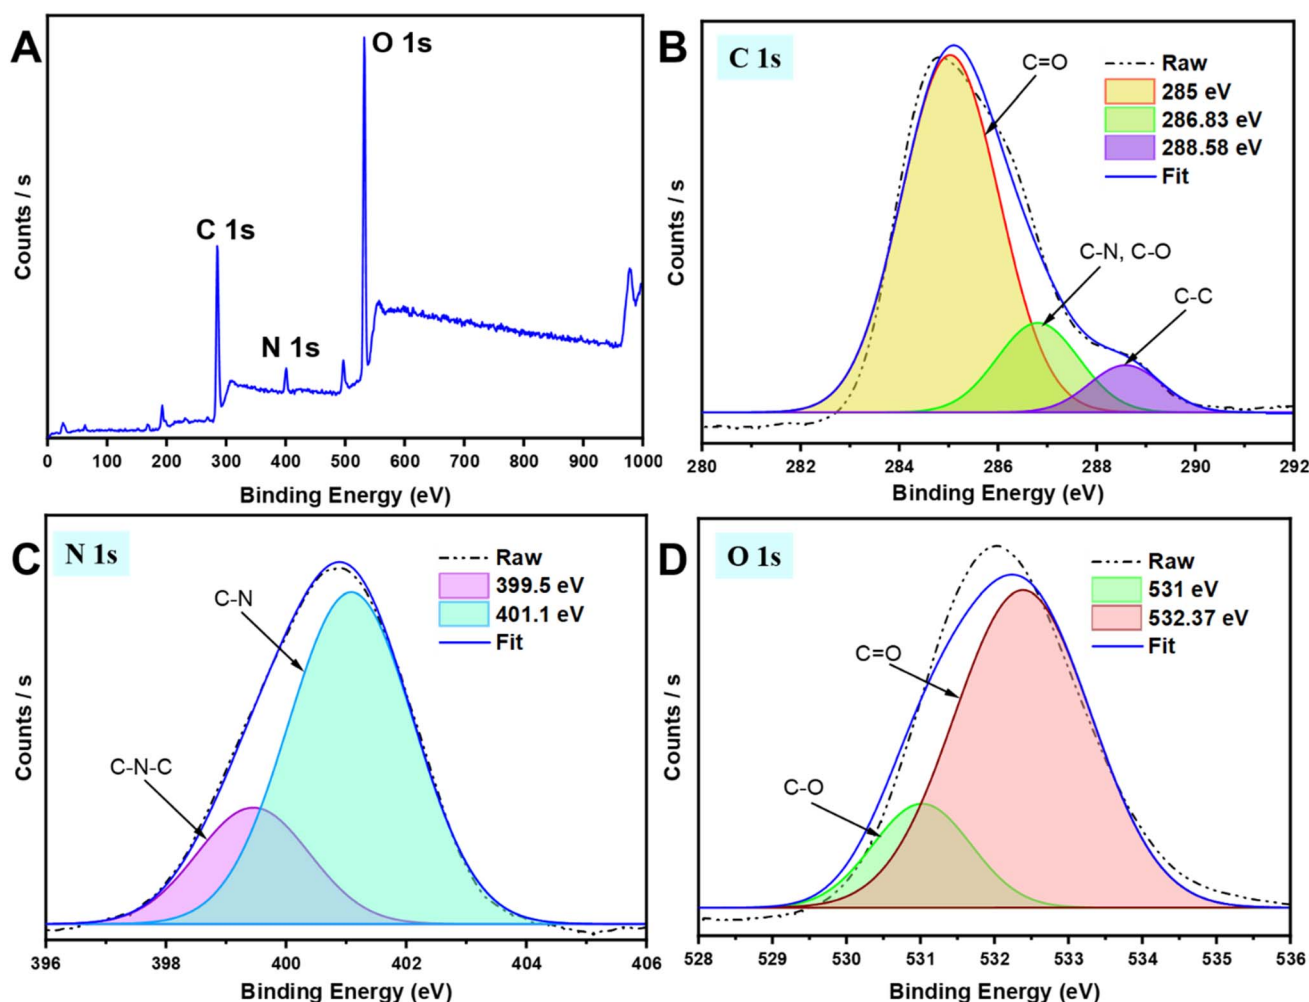 A
O 1s
C 1s
N 1s
Counts / s
0 100 200 300 400 500 600 700 800 900 1000
Binding Energy (eV)
B
C 1s
C=O
Raw
285 eV
286.83 eV
288.58 eV
Fit
C-N, C-O
C-C
Counts / s
280 282 284 286 288 290 292
Binding Energy (eV)
C
N 1s
Raw
399.5 eV
401.1 eV
Fit
C-N
C-N-C
Counts / s
396 398 400 402 404 406
Binding Energy (eV)
D
O 1s
Raw
531 eV
532.37 eV
Fit
C=O
C-O
Counts / s
528 529 530 531 532 533 534 535 536
Binding Energy (eV)